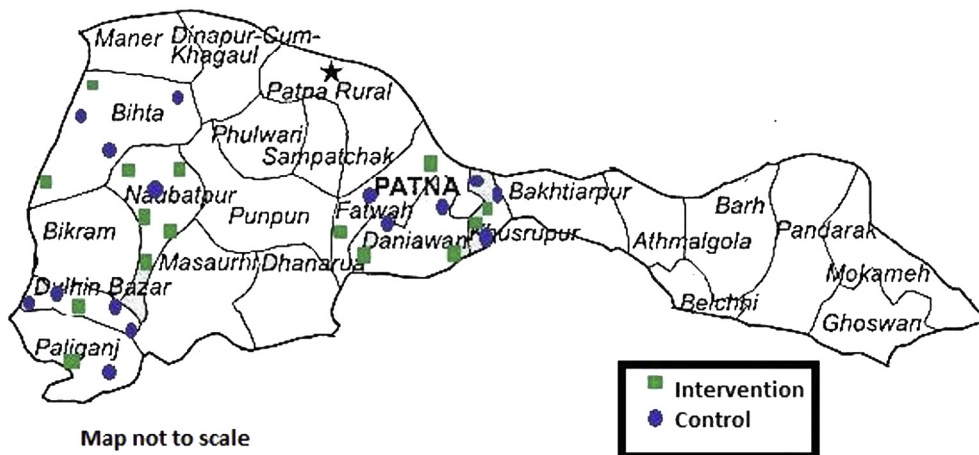 Maner
Dinapur-Cum-
Khagaul
Patna Rural
Bihta
Phulwari
Sampatchak
Naubatpur
PATNA
Bakhtiarpur
Fatwah
Punpun
Barh
Bikram
Daniawan
Khusrupur
Athmalgola
Pandarak
Masaurhi
Dhanarua
Mokameh
Dulhin Bazar
Belchhi
Ghoswari
Paliganj
Intervention
Control
Map not to scale